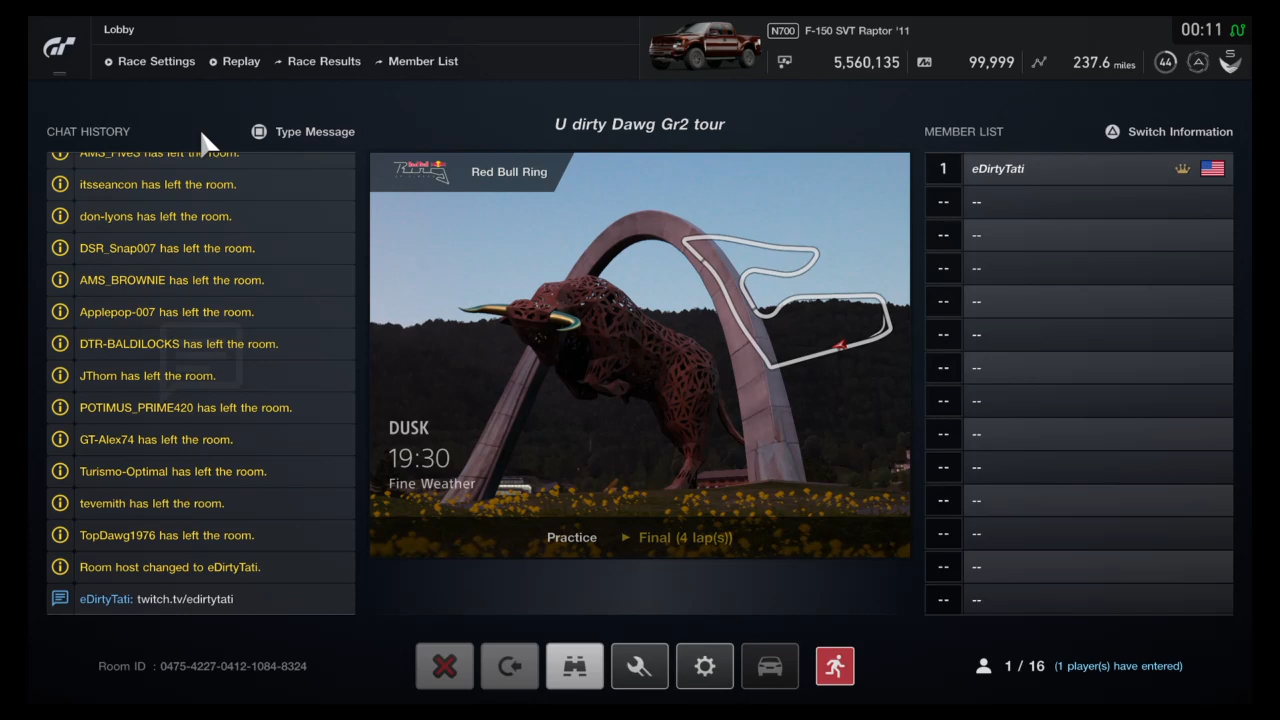 Lobby
N700 F-150 SVT Raptor '11
00:11
Race Settings Replay Race Results Member List
5,560,135 99,999 237.6 miles 44 A S
CHAT HISTORY Type Message
U dirty Dawg Gr2 tour
MEMBER LIST Switch Information
AMS_FiveS has left the room.
itsseancon has left the room.
don-lyons has left the room.
DSR_Snap007 has left the room.
AMS_BROWNIE has left the room.
Applepop-007 has left the room.
DTR-BALDILOCKS has left the room.
JThorn has left the room.
POTIMUS_PRIME420 has left the room.
GT-Alex74 has left the room.
Turismo-Optimal has left the room.
tevemith has left the room.
TopDawg1976 has left the room.
Room host changed to eDirtyTati.
eDirtyTati: twitch.tv/edirtytati
Red Bull Ring
DUSK
19:30
Fine Weather
Practice Final (4 lap(s))
1 eDirtyTati
-- --
-- --
-- --
-- --
-- --
-- --
-- --
-- --
-- --
-- --
-- --
-- --
-- --
Room ID : 0475-4227-0412-1084-8324
1 / 16 (1 player(s) have entered)